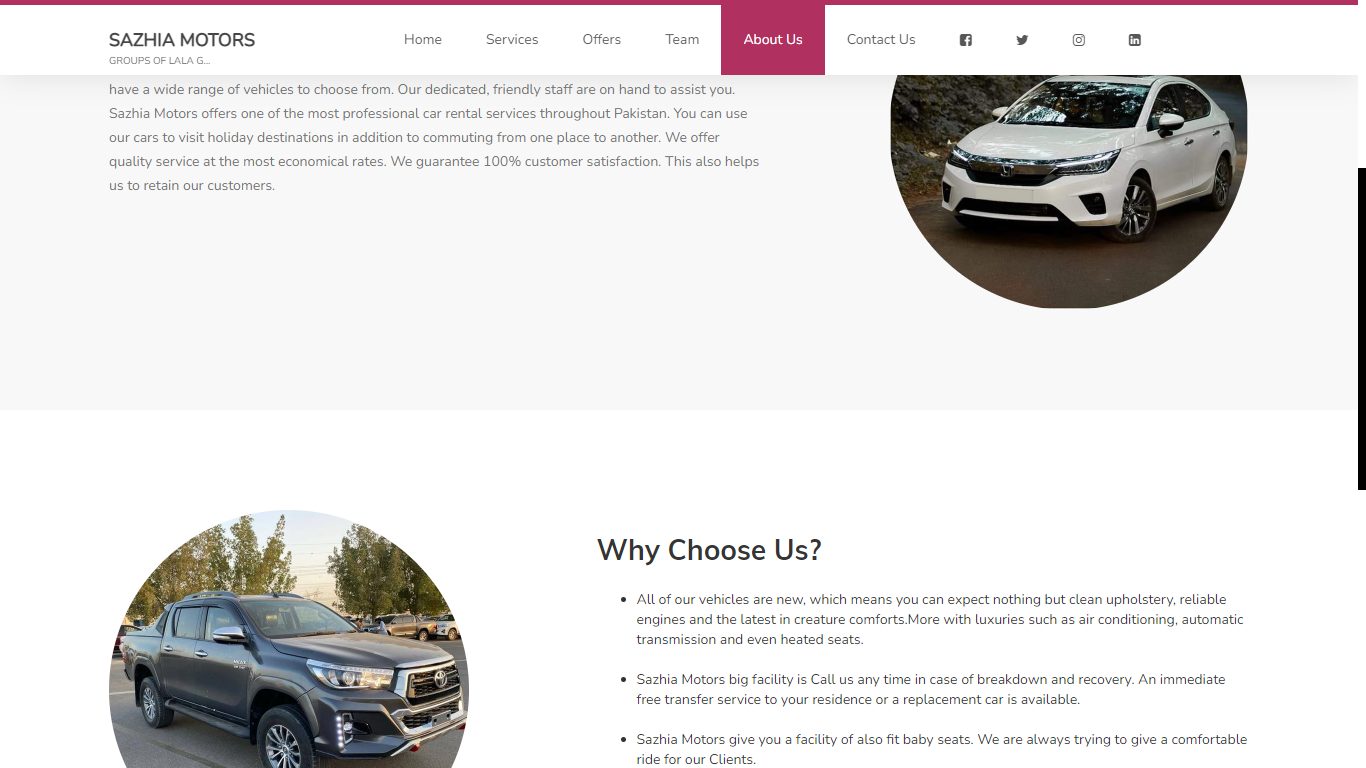 SAZHIA MOTORS
GROUPS OF LALA G...
Home Services Offers Team About Us Contact Us
have a wide range of vehicles to choose from. Our dedicated, friendly staff are on hand to assist you.
Sazhia Motors offers one of the most professional car rental services throughout Pakistan. You can use
our cars to visit holiday destinations in addition to commuting from one place to another. We offer
quality service at the most economical rates. We guarantee 100% customer satisfaction. This also helps
us to retain our customers.
Why Choose Us?
All of our vehicles are new, which means you can expect nothing but clean upholstery, reliable
engines and the latest in creature comforts.More with luxuries such as air conditioning, automatic
transmission and even heated seats.
Sazhia Motors big facility is Call us any time in case of breakdown and recovery. An immediate
free transfer service to your residence or a replacement car is available.
Sazhia Motors give you a facility of also fit baby seats. We are always trying to give a comfortable
ride for our Clients.